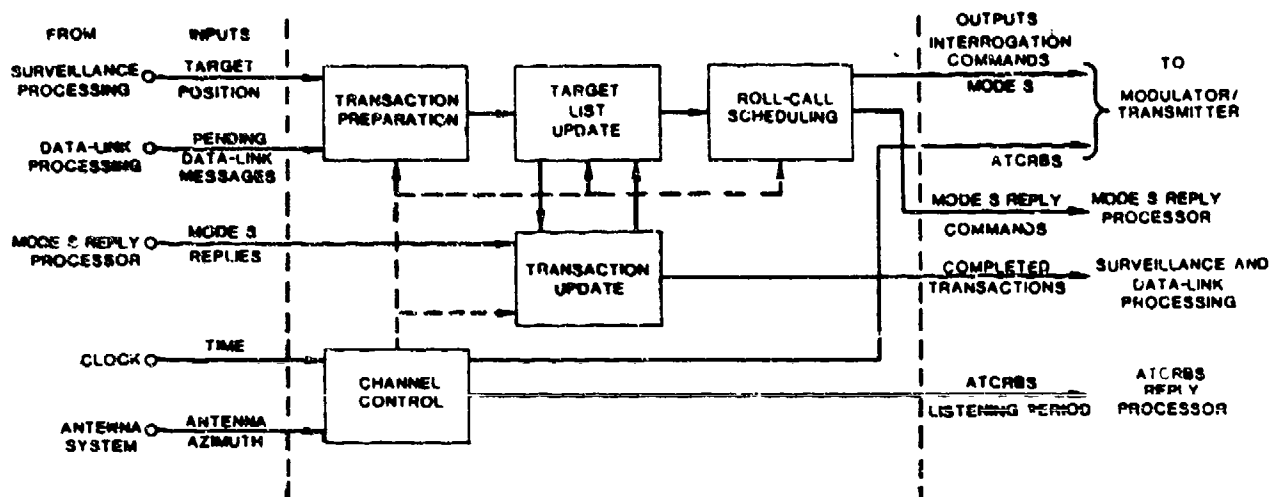 FROM
INPUTS
OUTPUTS
INTERROGATION
COMMANDS
TO
SURVEILLANCE
PROCESSING
TARGET
POSITION
MODE S
MODULATOR/
TRANSMITTER
TRANSACTION
PREPARATION
TARGET
LIST
UPDATE
ROLL-CALL
SCHEDULING
DATA-LINK
PROCESSING
PENDING
DATA-LINK
MESSAGES
ATCRBS
MODE S REPLY
COMMANDS
MODE S REPLY
PROCESSOR
MODE S REPLY
PROCESSOR
MODE S
REPLIES
TRANSACTION
UPDATE
COMPLETED
TRANSACTIONS
SURVEILLANCE AND
DATA-LINK
PROCESSING
CLOCK
TIME
CHANNEL
CONTROL
ATCRBS
LISTENING PERIOD
ATCRBS
REPLY
PROCESSOR
ANTENNA
SYSTEM
ANTENNA
AZIMUTH